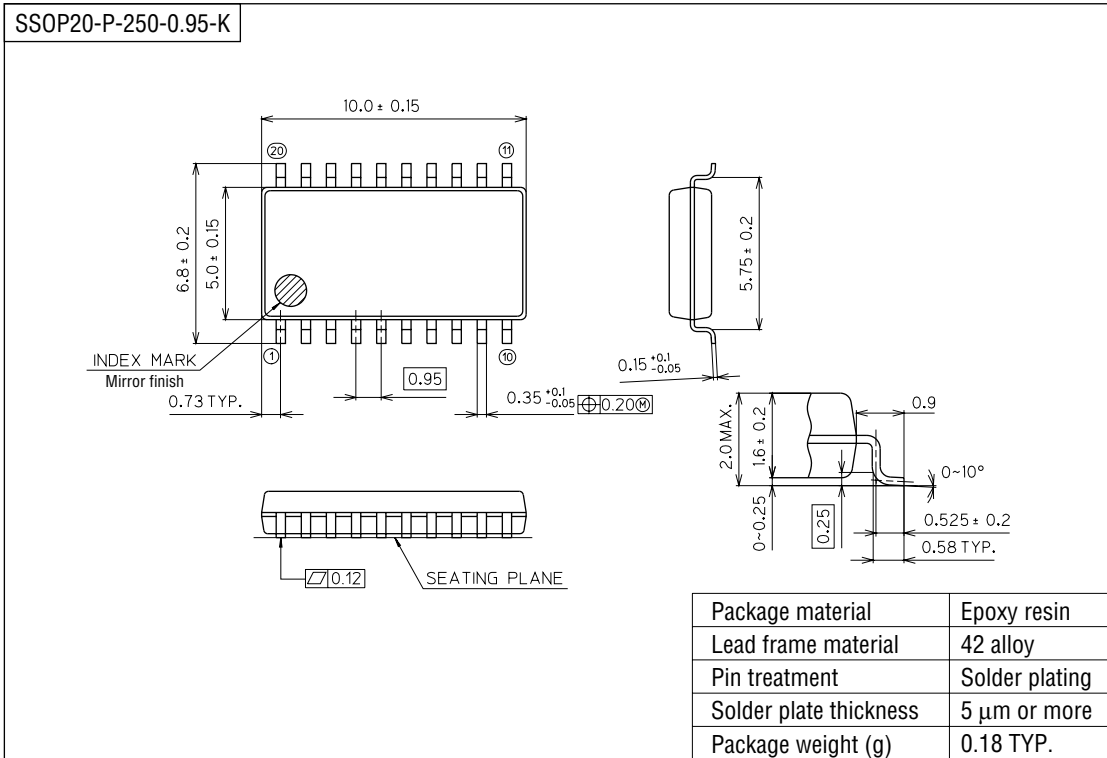 SSOP20-P-250-0.95-K
10.0 ± 0.15
20
11
6.8 ± 0.2
5.0 ± 0.15
5.75 ± 0.2
INDEX MARK
Mirror finish
1
10
0.73 TYP.
0.95
0.35 +0.1 -0.05
0.20 Ⓜ
0.15 +0.1 -0.05
2.0 MAX.
1.6 ± 0.2
0.9
0~10°
0~0.25
0.25
0.525 ± 0.2
0.58 TYP.
0.12
SEATING PLANE
Package material Epoxy resin
Lead frame material 42 alloy
Pin treatment Solder plating
Solder plate thickness 5 µm or more
Package weight (g) 0.18 TYP.